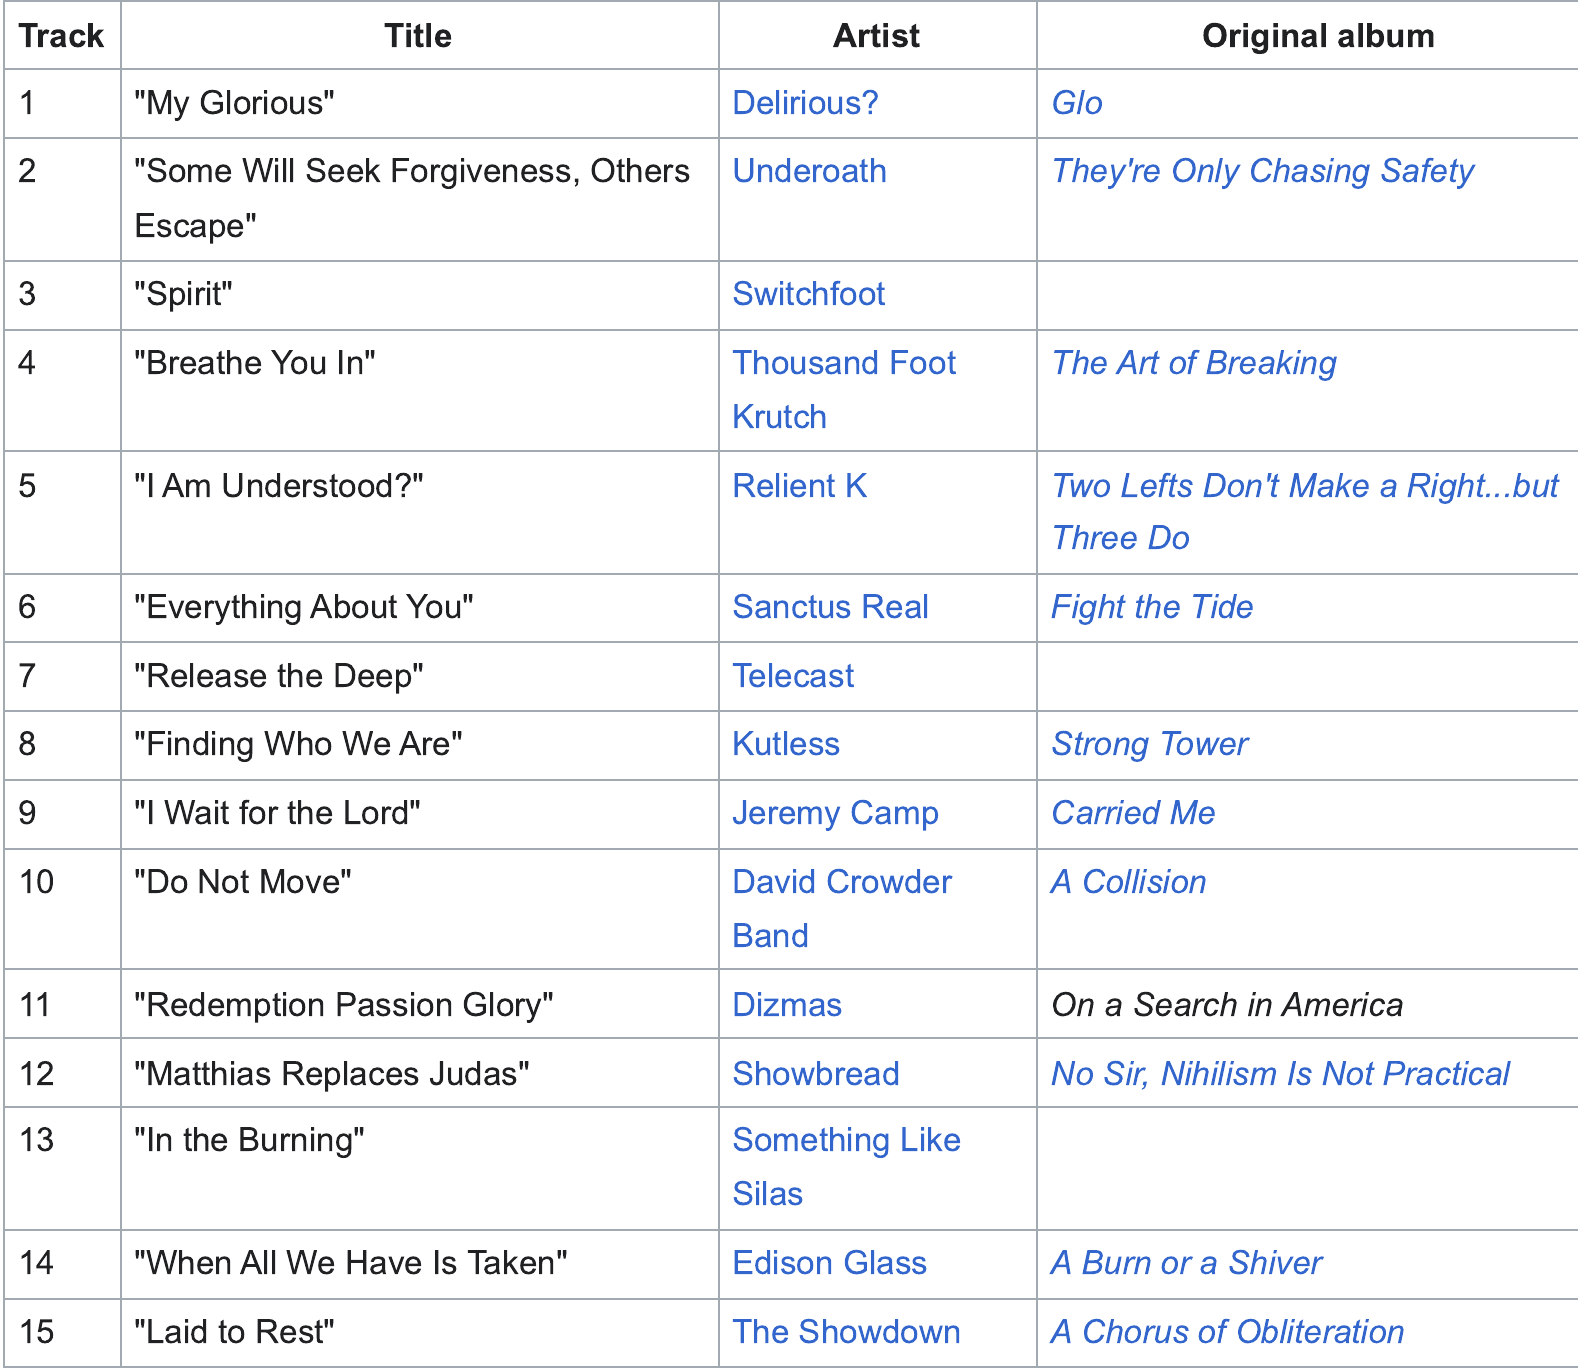 Track Title Artist Original album
1 "My Glorious" Delirious? Glo
2 "Some Will Seek Forgiveness, Others Underoath They're Only Chasing Safety
Escape"
3 "Spirit" Switchfoot
4 "Breathe You In" Thousand Foot The Art of Breaking
Krutch
5 "I Am Understood?" Relient K Two Lefts Don't Make a Right...but
Three Do
6 "Everything About You" Sanctus Real Fight the Tide
7 "Release the Deep" Telecast
8 "Finding Who We Are" Kutless Strong Tower
9 "I Wait for the Lord" Jeremy Camp Carried Me
10 "Do Not Move" David Crowder A Collision
Band
11 "Redemption Passion Glory" Dizmas On a Search in America
12 "Matthias Replaces Judas" Showbread No Sir, Nihilism Is Not Practical
13 "In the Burning" Something Like
Silas
14 "When All We Have Is Taken" Edison Glass A Burn or a Shiver
15 "Laid to Rest" The Showdown A Chorus of Obliteration